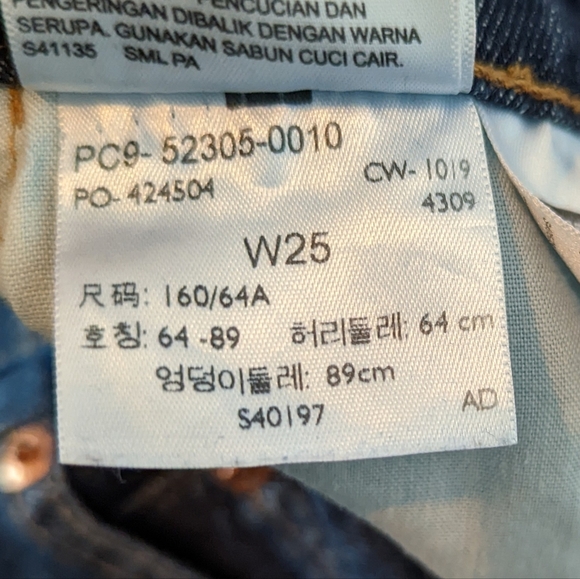 PENGERINGAN DIBALIK DENGAN WARNA
SERUPA. GUNAKAN SABUN CUCI CAIR.
S41135 SML PA
PC9- 52305-0010
PO- 424504
CW- 1019
4309
W25
尺码: 160/64A
호칭: 64 -89 허리둘레: 64 cm
엉덩이둘레: 89cm
S40197
AD